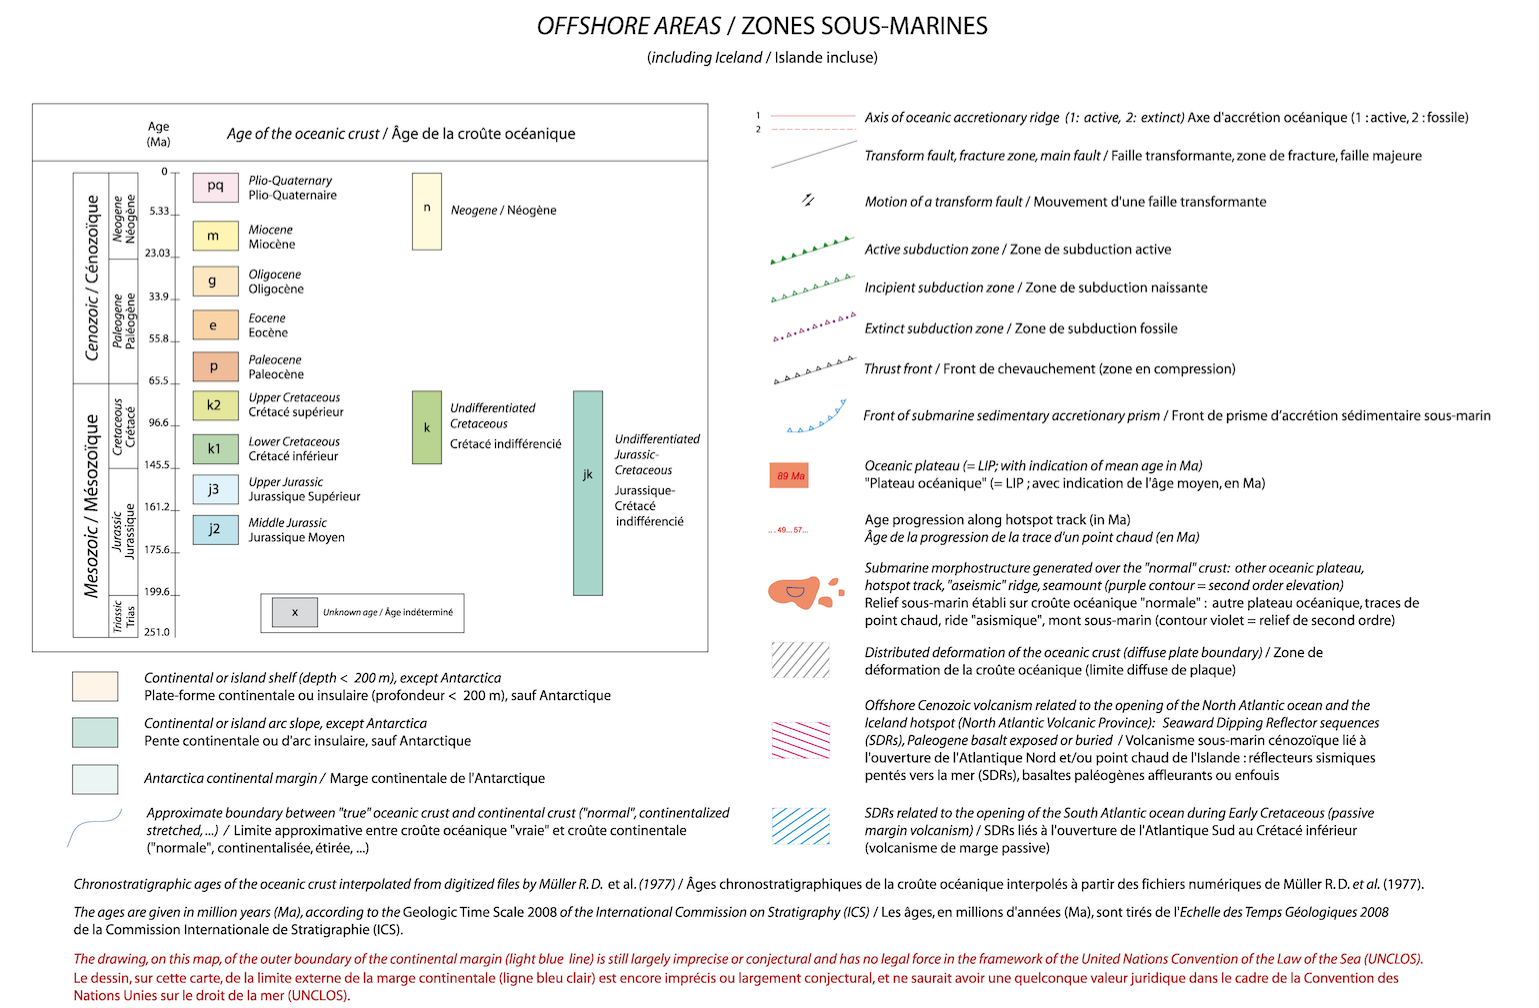 OFFSHORE AREAS / ZONES SOUS-MARINES
(including Iceland / Islande incluse)
Age
(Ma)
Age of the oceanic crust / Âge de la croûte océanique
Cenozoic / Cénozoïque
Mesozoic / Mésozoïque
Neogene
Néogène
Paleogene
Paléogène
Cretaceous
Crétacé
Jurassic
Jurassique
Triassic
Trias
0
5.33
23.03
33.9
55.8
65.5
96.6
145.5
161.2
175.6
199.6
251.0
pq
Plio-Quaternary
Plio-Quaternaire
m
Miocene
Miocène
g
Oligocene
Oligocène
e
Eocene
Eocène
p
Paleocene
Paleocène
k2
Upper Cretaceous
Crétacé supérieur
k1
Lower Cretaceous
Crétacé inférieur
j3
Upper Jurassic
Jurassique Supérieur
j2
Middle Jurassic
Jurassique Moyen
n
Neogene / Néogène
k
Undifferentiated
Cretaceous
Crétacé indifférencié
jk
Undifferentiated
Jurassic-
Cretaceous
Jurassique-
Crétacé
indifférencié
x
Unknown age / Âge indéterminé
Continental or island shelf (depth < 200 m), except Antarctica
Plate-forme continentale ou insulaire (profondeur < 200 m), sauf Antarctique
Continental or island arc slope, except Antarctica
Pente continentale ou d'arc insulaire, sauf Antarctique
Antarctica continental margin / Marge continentale de l'Antarctique
Approximate boundary between "true" oceanic crust and continental crust ("normal", continentalized
stretched, ...) / Limite approximative entre croûte océanique "vraie" et croûte continentale
("normale", continentalisée, étirée, ...)
1
2
Axis of oceanic accretionary ridge (1: active, 2: extinct) Axe d'accrétion océanique (1 : active, 2 : fossile)
Transform fault, fracture zone, main fault / Faille transformante, zone de fracture, faille majeure
Motion of a transform fault / Mouvement d'une faille transformante
Active subduction zone / Zone de subduction active
Incipient subduction zone / Zone de subduction naissante
Extinct subduction zone / Zone de subduction fossile
Thrust front / Front de chevauchement (zone en compression)
Front of submarine sedimentary accretionary prism / Front de prisme d'accrétion sédimentaire sous-marin
89 Ma
Oceanic plateau (= LIP; with indication of mean age in Ma)
"Plateau océanique" (= LIP ; avec indication de l'âge moyen, en Ma)
... 49... 57...
Age progression along hotspot track (in Ma)
Âge de la progression de la trace d'un point chaud (en Ma)
Submarine morphostructure generated over the "normal" crust: other oceanic plateau,
hotspot track, "aseismic" ridge, seamount (purple contour = second order elevation)
Relief sous-marin établi sur croûte océanique "normale" : autre plateau océanique, traces de
point chaud, ride "asismique", mont sous-marin (contour violet = relief de second ordre)
Distributed deformation of the oceanic crust (diffuse plate boundary) / Zone de
déformation de la croûte océanique (limite diffuse de plaque)
Offshore Cenozoic volcanism related to the opening of the North Atlantic ocean and the
Iceland hotspot (North Atlantic Volcanic Province): Seaward Dipping Reflector sequences
(SDRs), Paleogene basalt exposed or buried / Volcanisme sous-marin cénozoïque lié à
l'ouverture de l'Atlantique Nord et/ou point chaud de l'Islande : réflecteurs sismiques
pentés vers la mer (SDRs), basaltes paléogènes affleurants ou enfouis
SDRs related to the opening of the South Atlantic ocean during Early Cretaceous (passive
margin volcanism) / SDRs liés à l'ouverture de l'Atlantique Sud au Crétacé inférieur
(volcanisme de marge passive)
Chronostratigraphic ages of the oceanic crust interpolated from digitized files by Müller R. D. et al. (1977) / Âges chronostratigraphiques de la croûte océanique interpolés à partir des fichiers numériques de Müller R. D. et al. (1977).
The ages are given in million years (Ma), according to the Geologic Time Scale 2008 of the International Commission on Stratigraphy (ICS) / Les âges, en millions d'années (Ma), sont tirés de l'Echelle des Temps Géologiques 2008
de la Commission Internationale de Stratigraphie (ICS).
The drawing, on this map, of the outer boundary of the continental margin (light blue line) is still largely imprecise or conjectural and has no legal force in the framework of the United Nations Convention of the Law of the Sea (UNCLOS).
Le dessin, sur cette carte, de la limite externe de la marge continentale (ligne bleu clair) est encore imprécis ou largement conjectural, et ne saurait avoir une quelconque valeur juridique dans le cadre de la Convention des
Nations Unies sur le droit de la mer (UNCLOS).